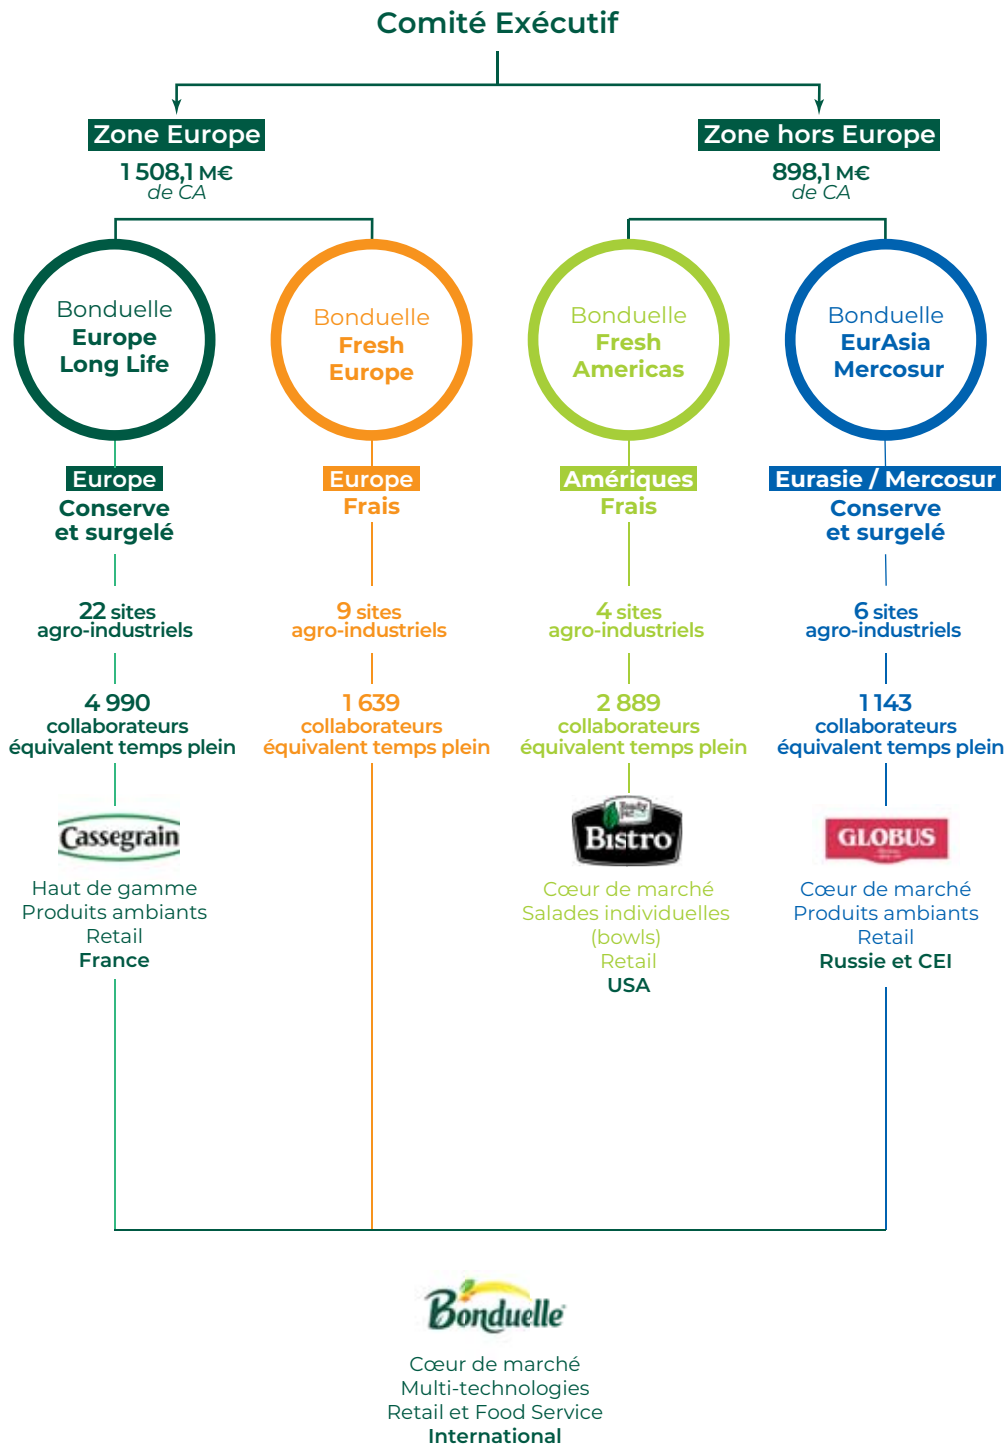 Comité Exécutif
Zone Europe
1 508,1 M€
de CA
Zone hors Europe
898,1 M€
de CA
Bonduelle
Europe
Long Life
Bonduelle
Fresh
Europe
Bonduelle
Fresh
Americas
Bonduelle
EurAsia
Mercosur
Europe
Conserve
et surgelé
Europe
Frais
Amériques
Frais
Eurasie / Mercosur
Conserve
et surgelé
22 sites
agro-industriels
9 sites
agro-industriels
4 sites
agro-industriels
6 sites
agro-industriels
4 990
collaborateurs
équivalent temps plein
1 639
collaborateurs
équivalent temps plein
2 889
collaborateurs
équivalent temps plein
1 143
collaborateurs
équivalent temps plein
Cassegrain
Haut de gamme
Produits ambiants
Retail
France
Ready
Bistro
Cœur de marché
Salades individuelles
(bowls)
Retail
USA
GLOBUS
Cœur de marché
Produits ambiants
Retail
Russie et CEI
Bonduelle
Cœur de marché
Multi-technologies
Retail et Food Service
International